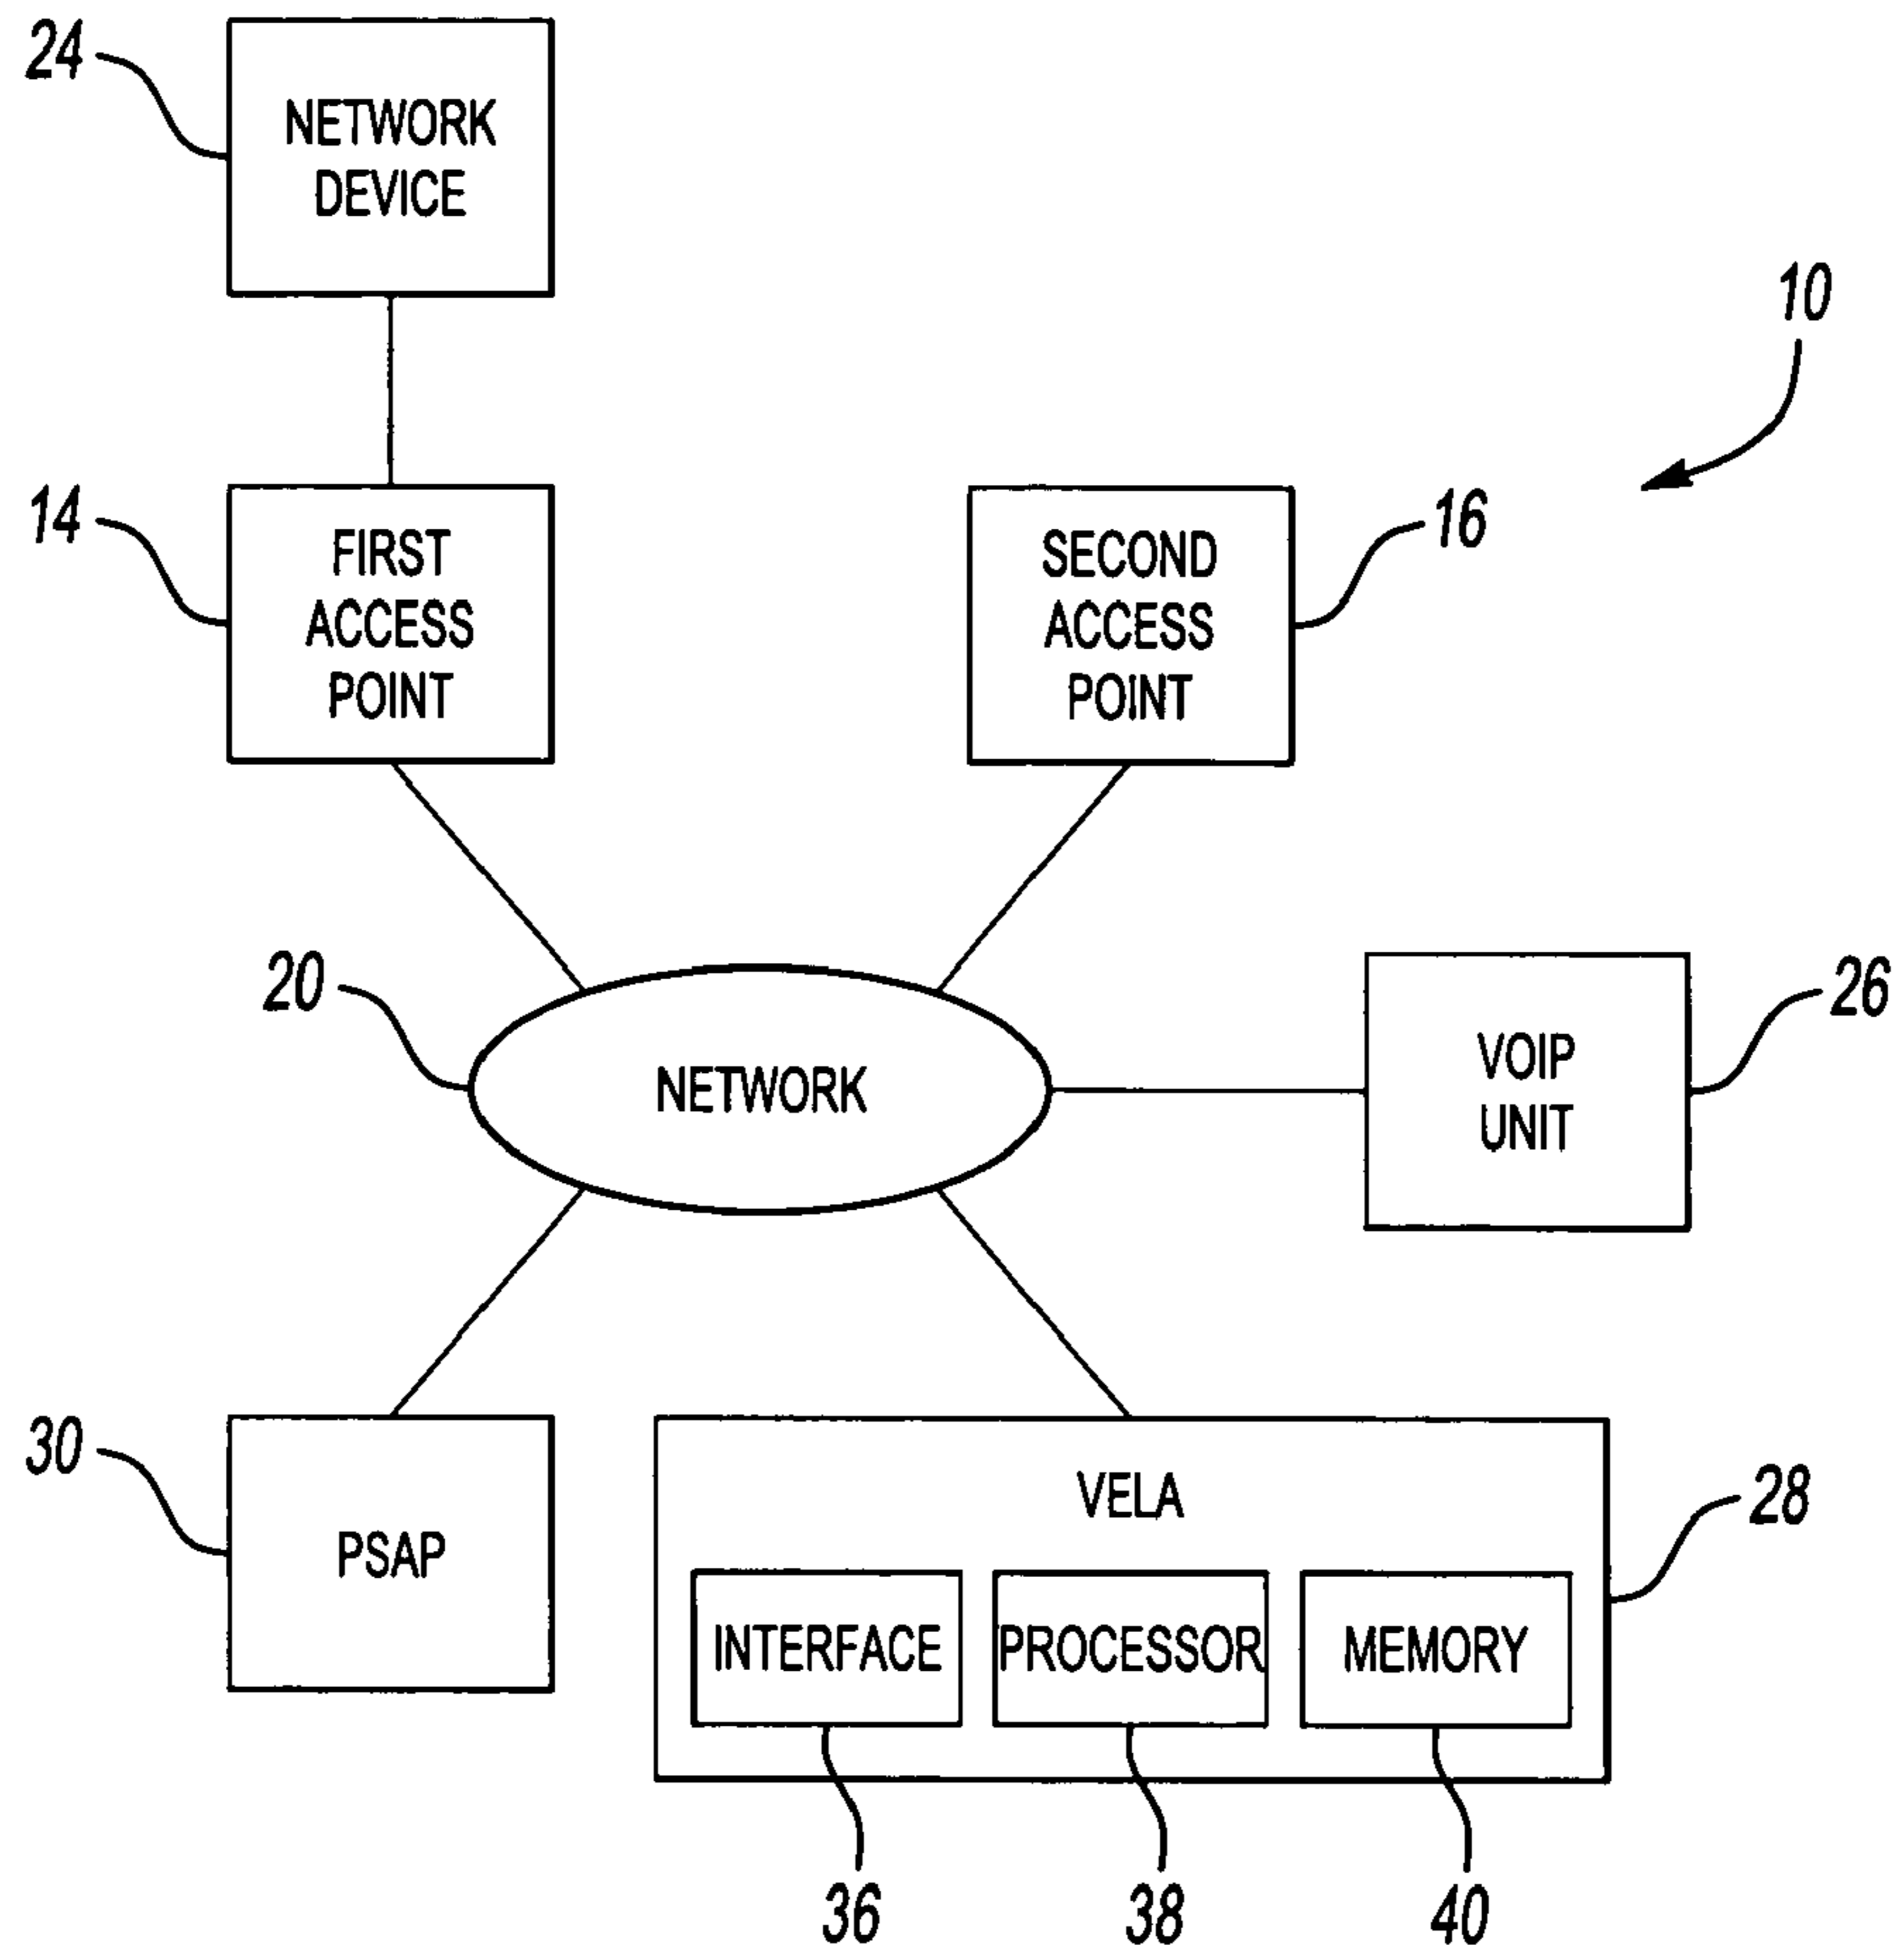 24
NETWORK
DEVICE
10
14
FIRST
ACCESS
POINT
SECOND
ACCESS
POINT
16
20
NETWORK
VOIP
UNIT
26
30
PSAP
VELA
28
INTERFACE
PROCESSOR
MEMORY
36
38
40